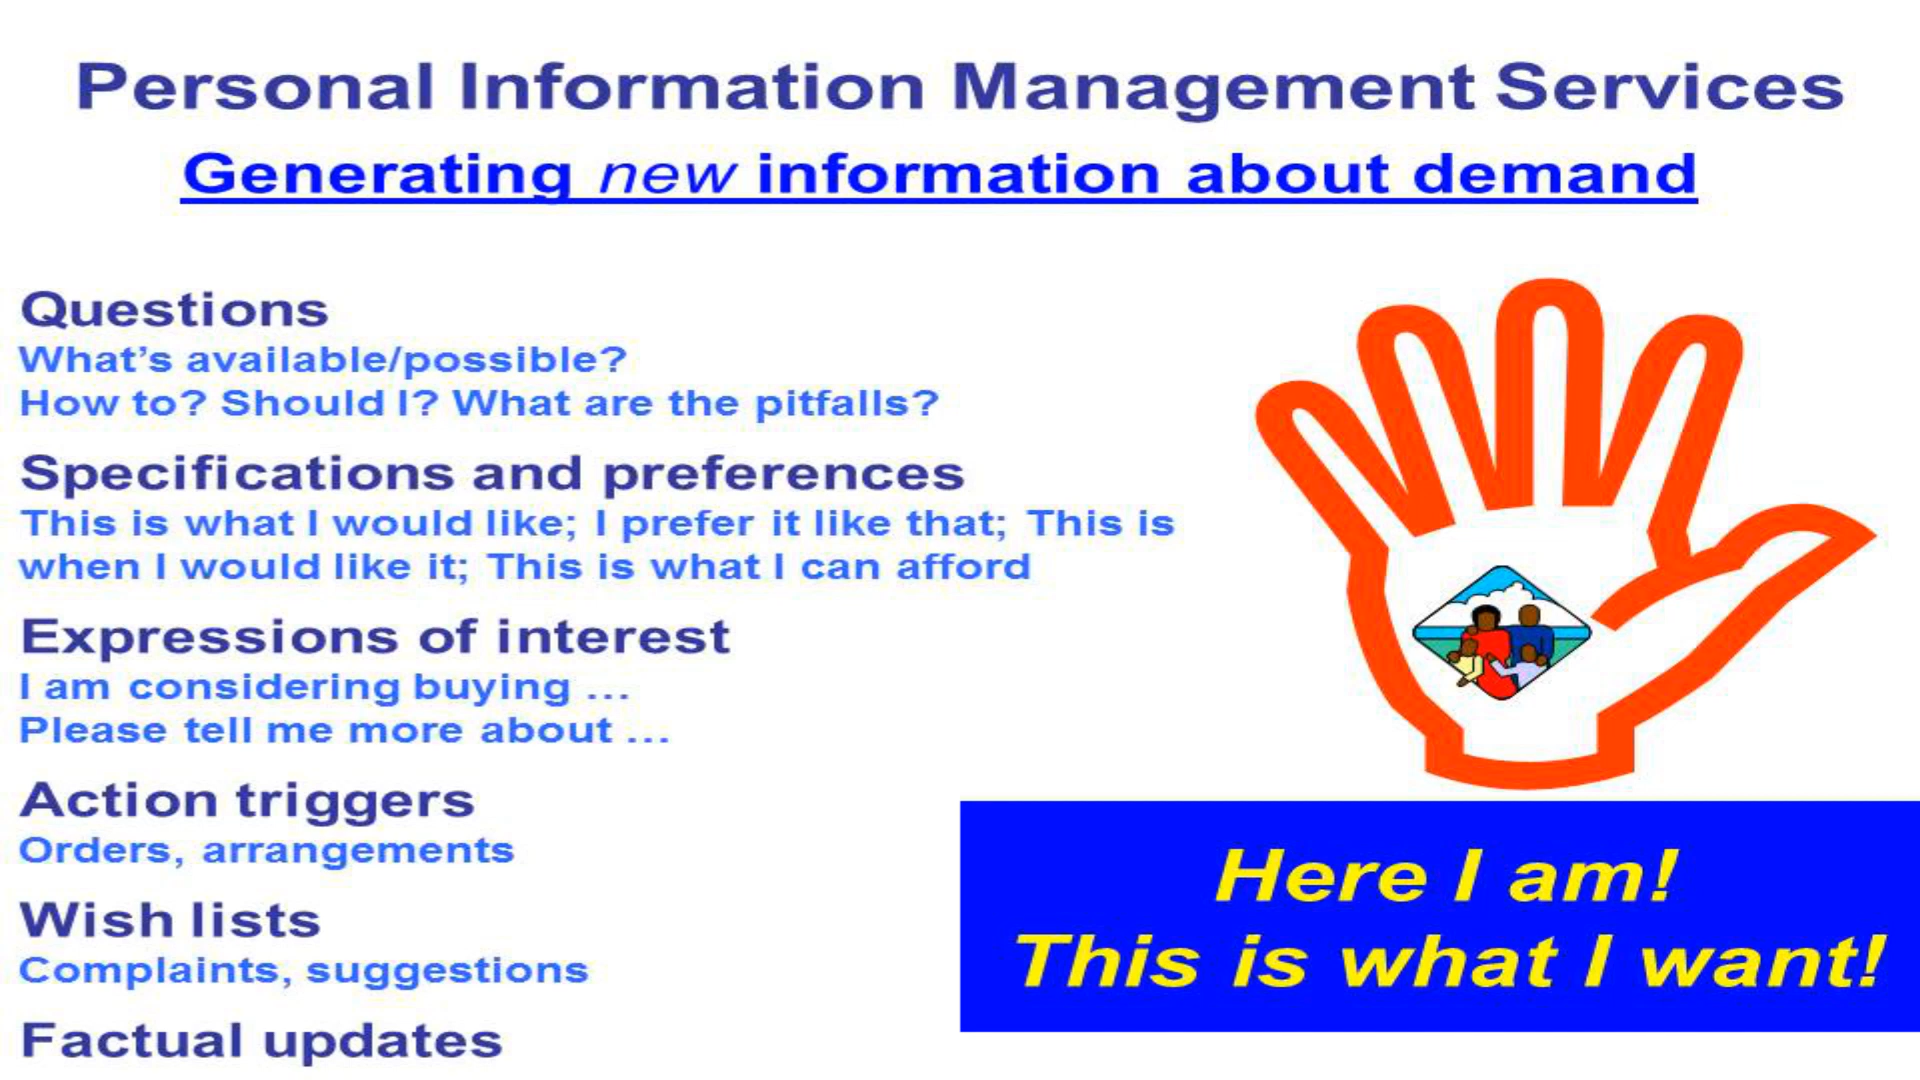 Personal Information Management Services
Generating new information about demand
Questions
What's available/possible?
How to? Should I? What are the pitfalls?
Specifications and preferences
This is what I would like; I prefer it like that; This is
when I would like it; This is what I can afford
Expressions of interest
I am considering buying ...
Please tell me more about ...
Action triggers
Orders, arrangements
Wish lists
Complaints, suggestions
Factual updates
Here I am!
This is what I want!